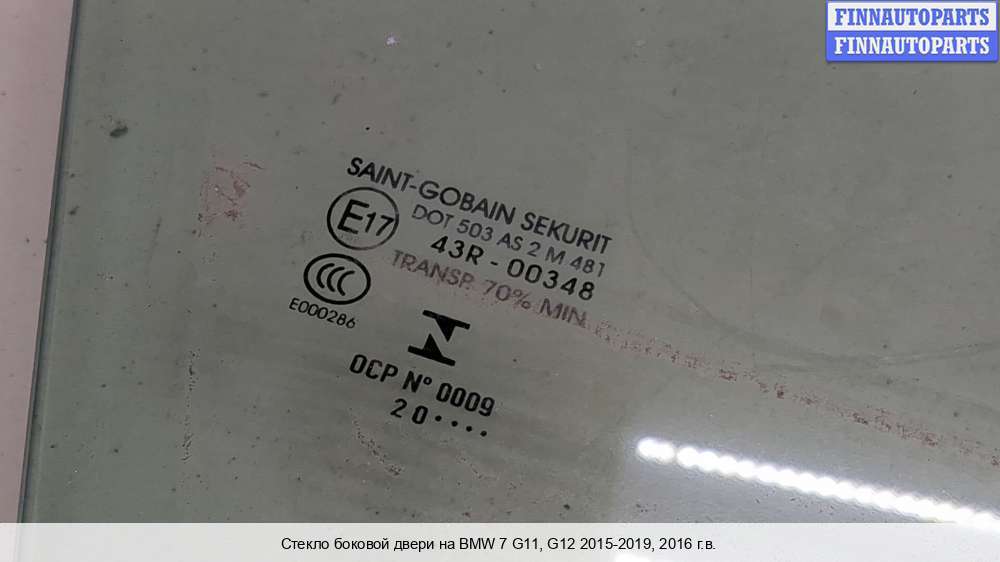 FINNAUTOPARTS
FINNAUTOPARTS
SAINT-GOBAIN SEKURIT
E17
DOT 503 AS 2 M 481
43R - 00348
TRANSP. 70% MIN
CCC
E000286
OCP N° 0009
20····
Стекло боковой двери на BMW 7 G11, G12 2015-2019, 2016 г.в.